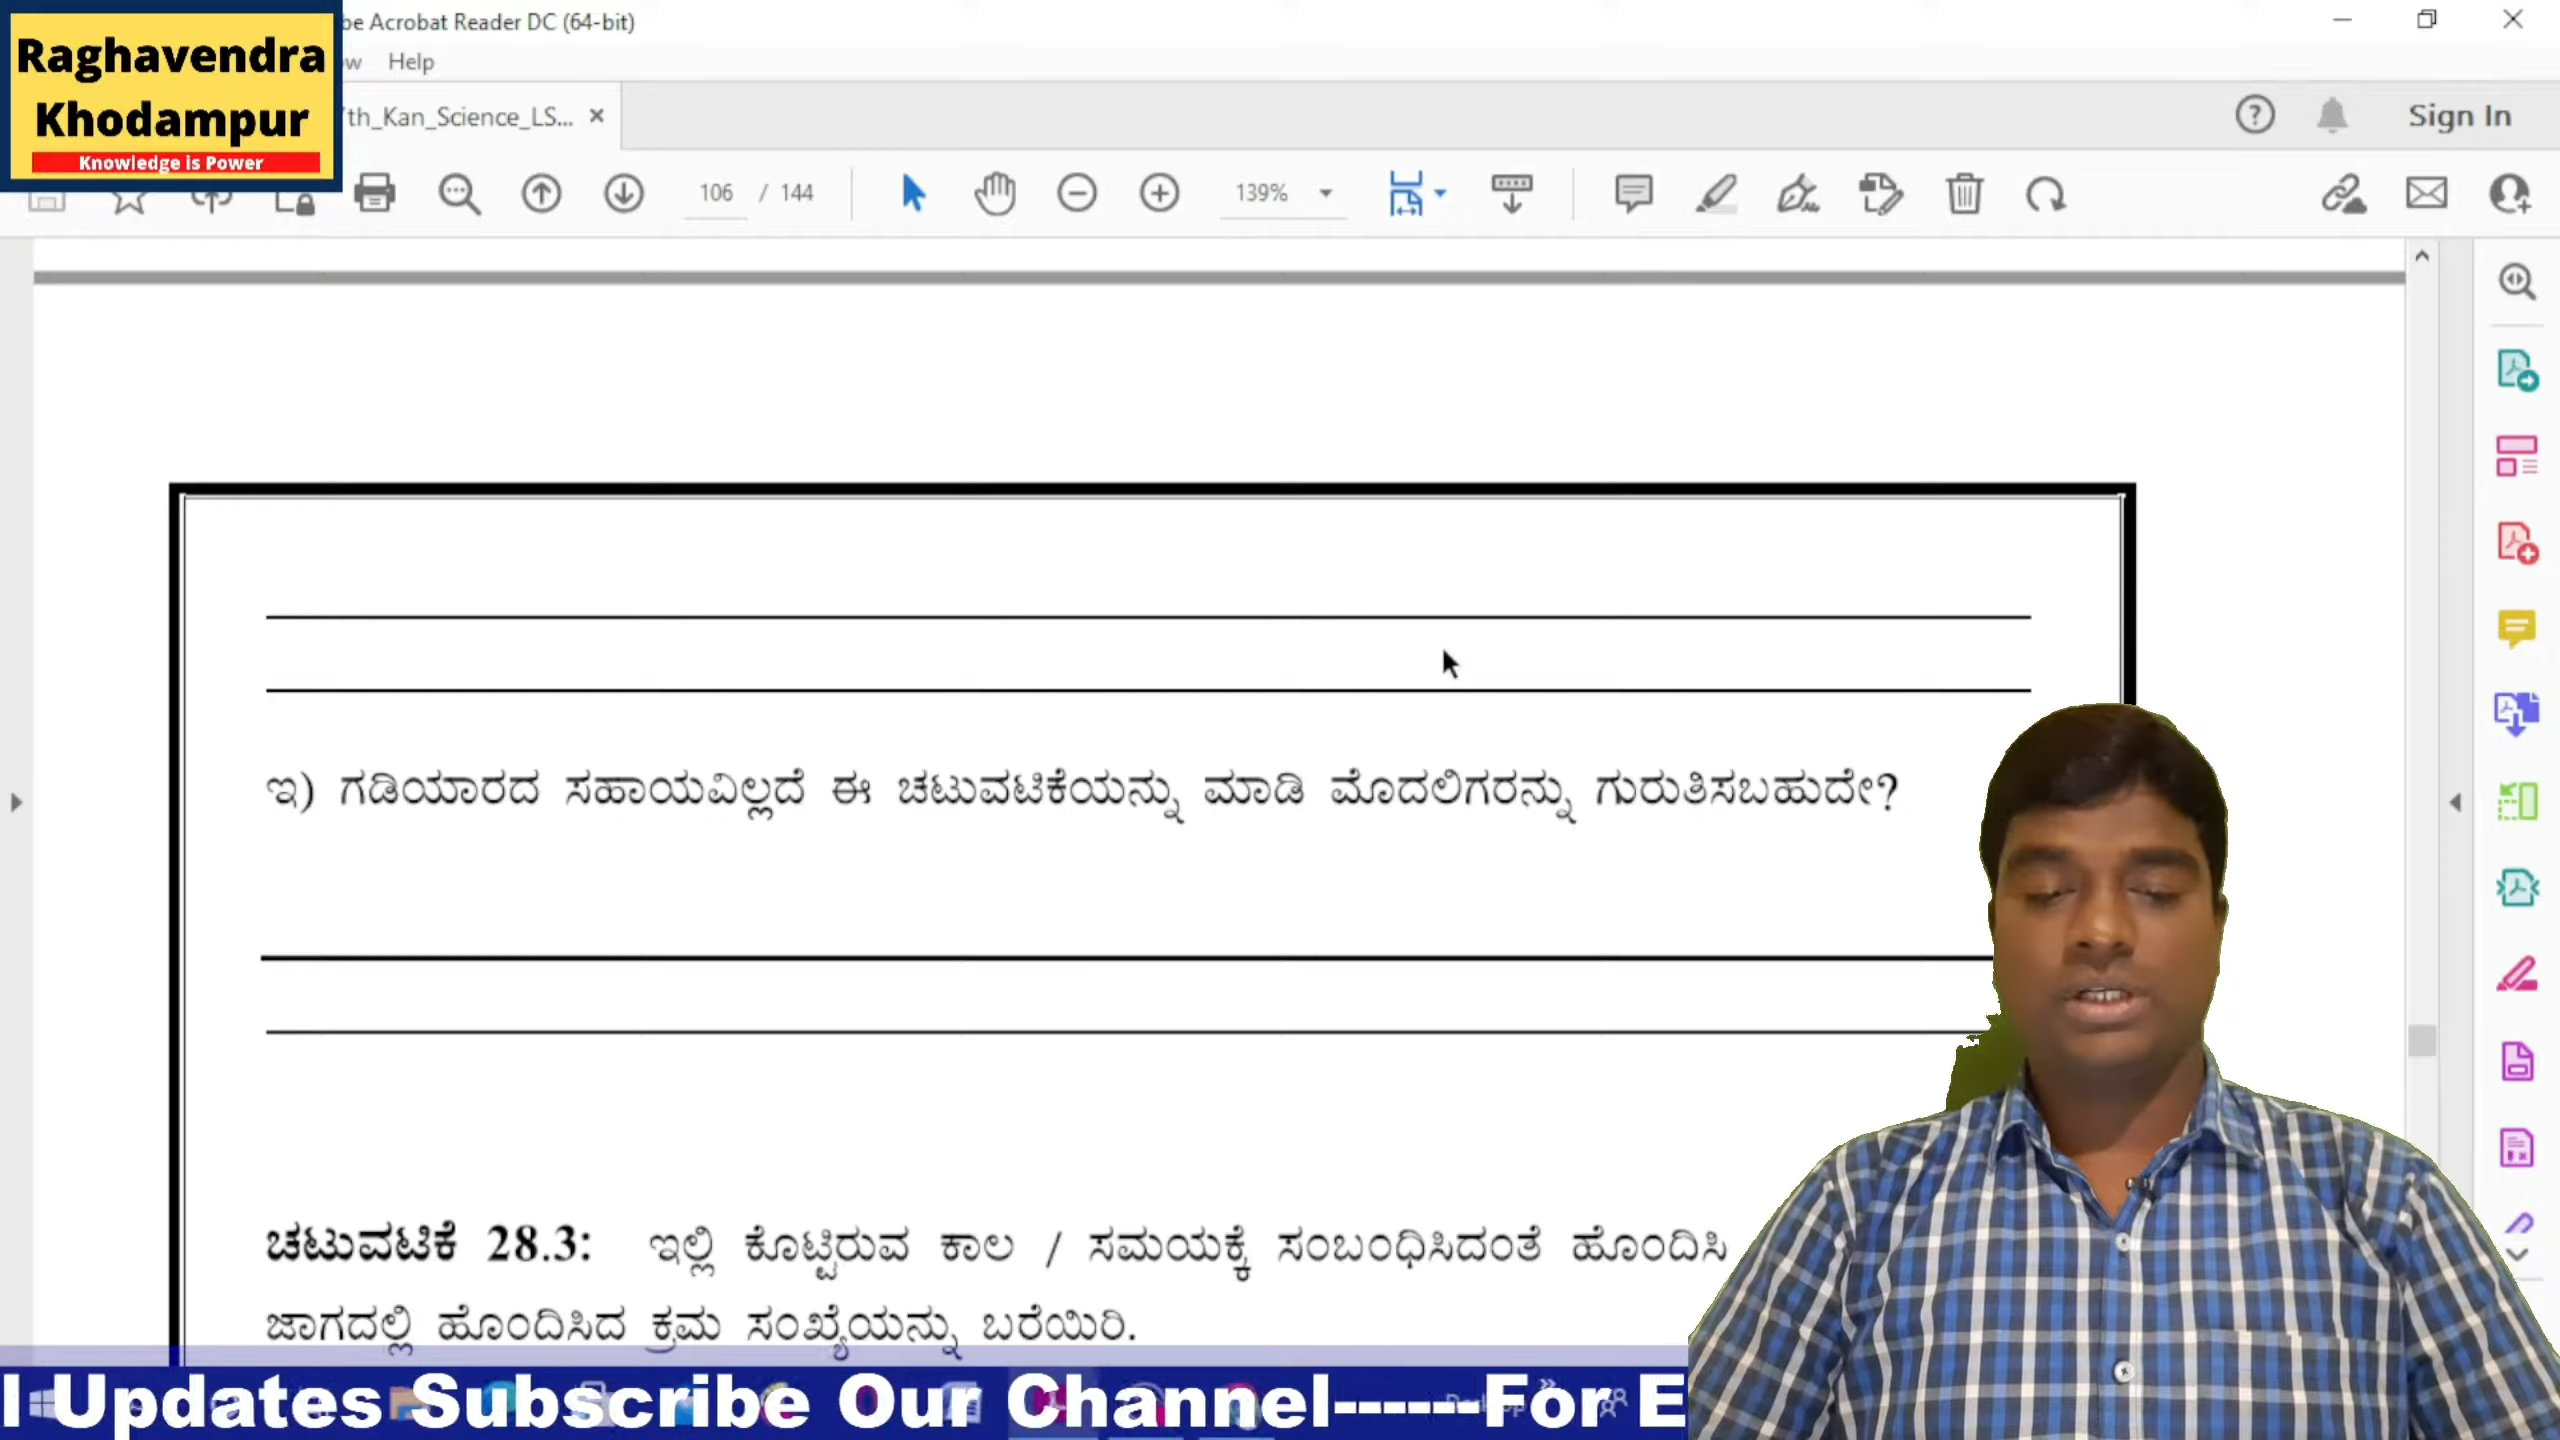 Raghavendra
Khodampur
Knowledge is Power
be Acrobat Reader DC (64-bit)
ow Help
7th_Kan_Science_LS...
Sign In
106 / 144
139%
ಇ) ಗಡಿಯಾರದ ಸಹಾಯವಿಲ್ಲದೆ ಈ ಚಟುವಟಿಕೆಯನ್ನು ಮಾಡಿ ಮೊದಲಿಗರನ್ನು ಗುರುತಿಸಬಹುದೇ?
ಚಟುವಟಿಕೆ 28.3: ಇಲ್ಲಿ ಕೊಟ್ಟಿರುವ ಕಾಲ / ಸಮಯಕ್ಕೆ ಸಂಬಂಧಿಸಿದಂತೆ ಹೊಂದಿಸಿ
ಜಾಗದಲ್ಲಿ ಹೊಂದಿಸಿದ ಕ್ರಮ ಸಂಖ್ಯೆಯನ್ನು ಬರೆಯಿರಿ.
l Updates Subscribe Our Channel------For E